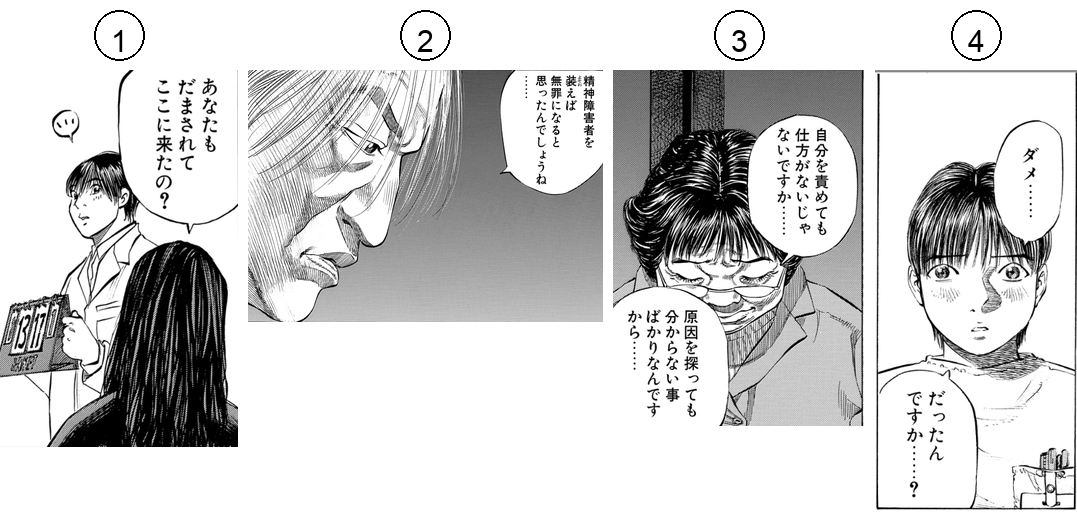 1
2
3
4
あなたも
だまされて
ここに来たの?
13
17
精神障害者を
装えば
無罪になると
思ったんでしょうね
……
自分を責めても
仕方がないじゃ
ないですか……
原因を探っても
分からない事
ばかりなんです
から……
ダメ……
だったん
ですか……?